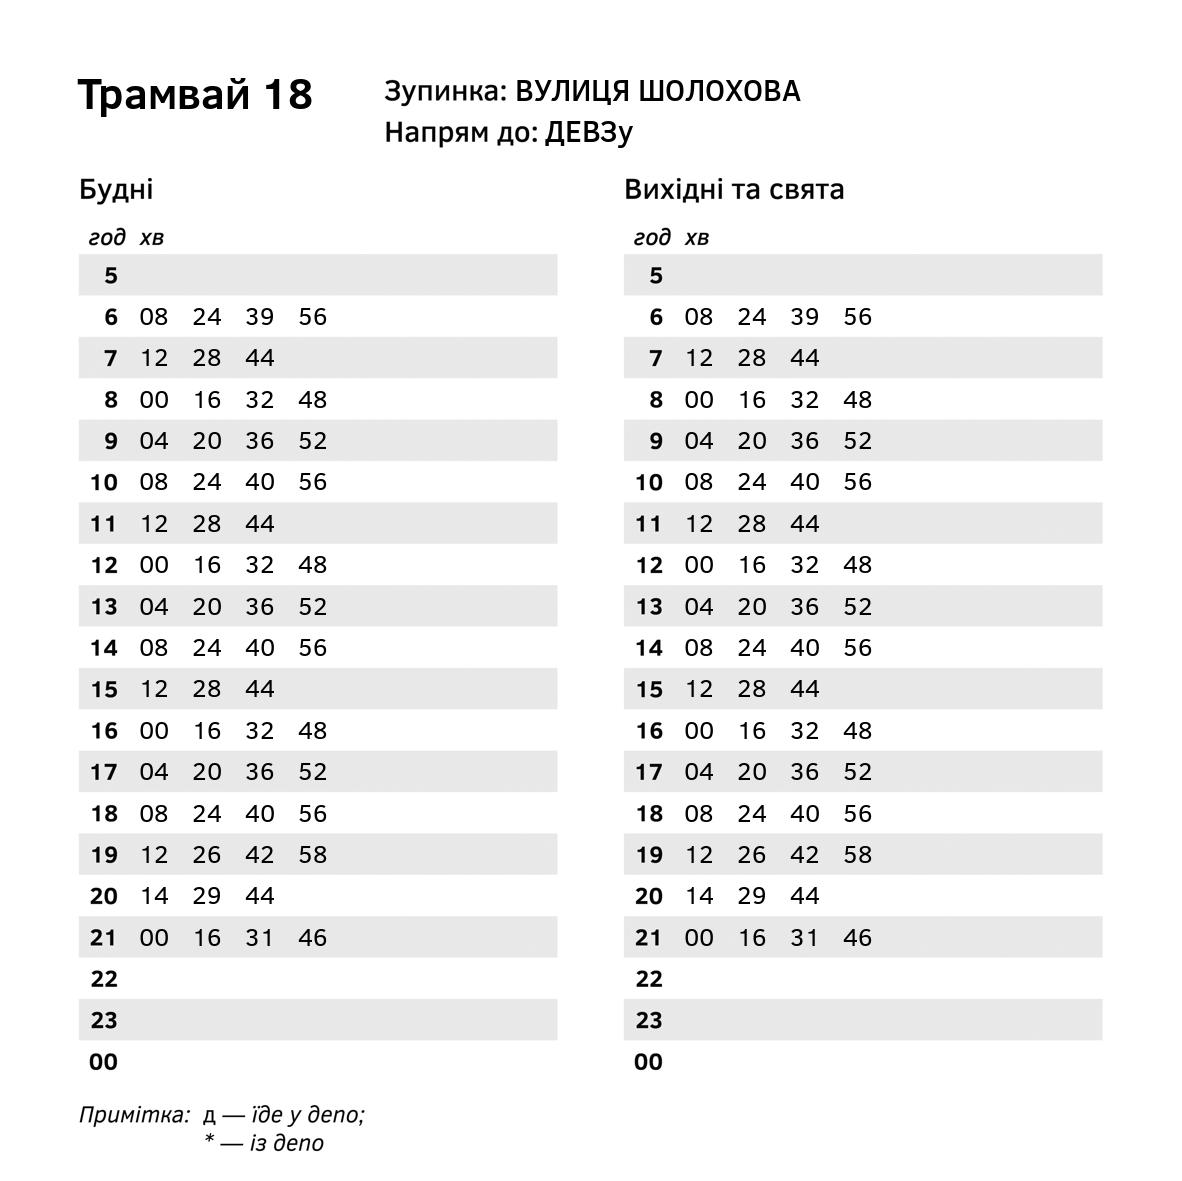 Трамвай 18
Зупинка: ВУЛИЦЯ ШОЛОХОВА
Напрям до: ДЕВЗу
Будні
год хв
5
6 08 24 39 56
7 12 28 44
8 00 16 32 48
9 04 20 36 52
10 08 24 40 56
11 12 28 44
12 00 16 32 48
13 04 20 36 52
14 08 24 40 56
15 12 28 44
16 00 16 32 48
17 04 20 36 52
18 08 24 40 56
19 12 26 42 58
20 14 29 44
21 00 16 31 46
22
23
00
Вихідні та свята
год хв
5
6 08 24 39 56
7 12 28 44
8 00 16 32 48
9 04 20 36 52
10 08 24 40 56
11 12 28 44
12 00 16 32 48
13 04 20 36 52
14 08 24 40 56
15 12 28 44
16 00 16 32 48
17 04 20 36 52
18 08 24 40 56
19 12 26 42 58
20 14 29 44
21 00 16 31 46
22
23
00
Примітка: д — їде у депо;
* — із депо